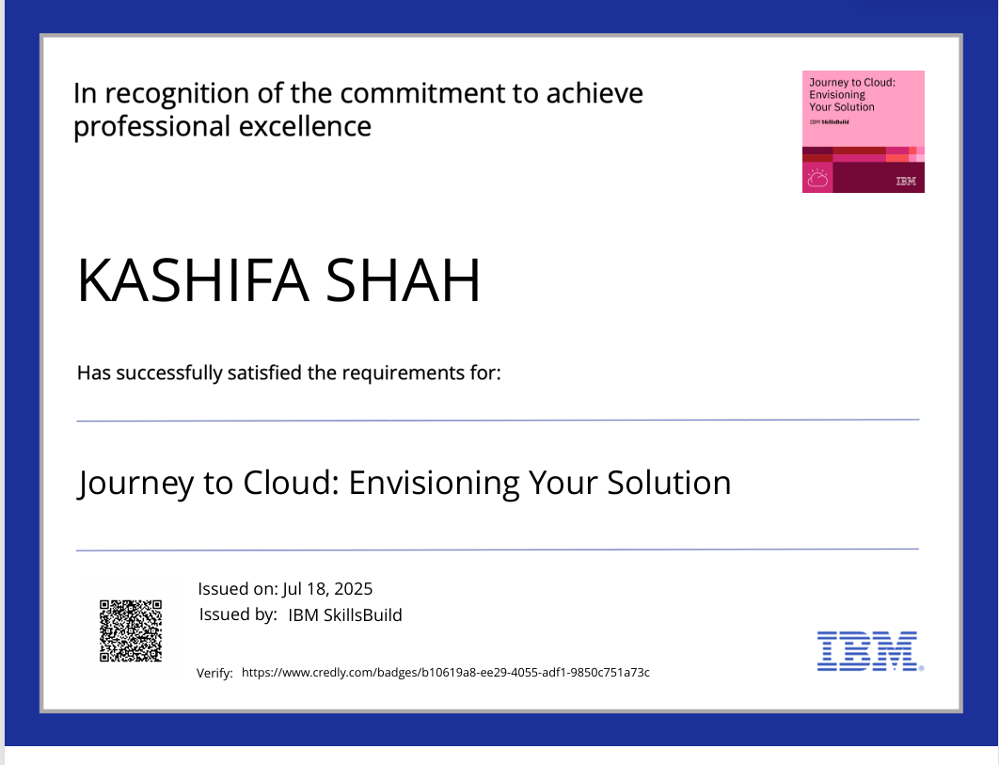 In recognition of the commitment to achieve
professional excellence
Journey to Cloud:
Envisioning
Your Solution
IBM SkillsBuild
IBM
KASHIFA SHAH
Has successfully satisfied the requirements for:
Journey to Cloud: Envisioning Your Solution
Issued on: Jul 18, 2025
Issued by: IBM SkillsBuild
Verify: https://www.credly.com/badges/b10619a8-ee29-4055-adf1-9850c751a73c
IBM®